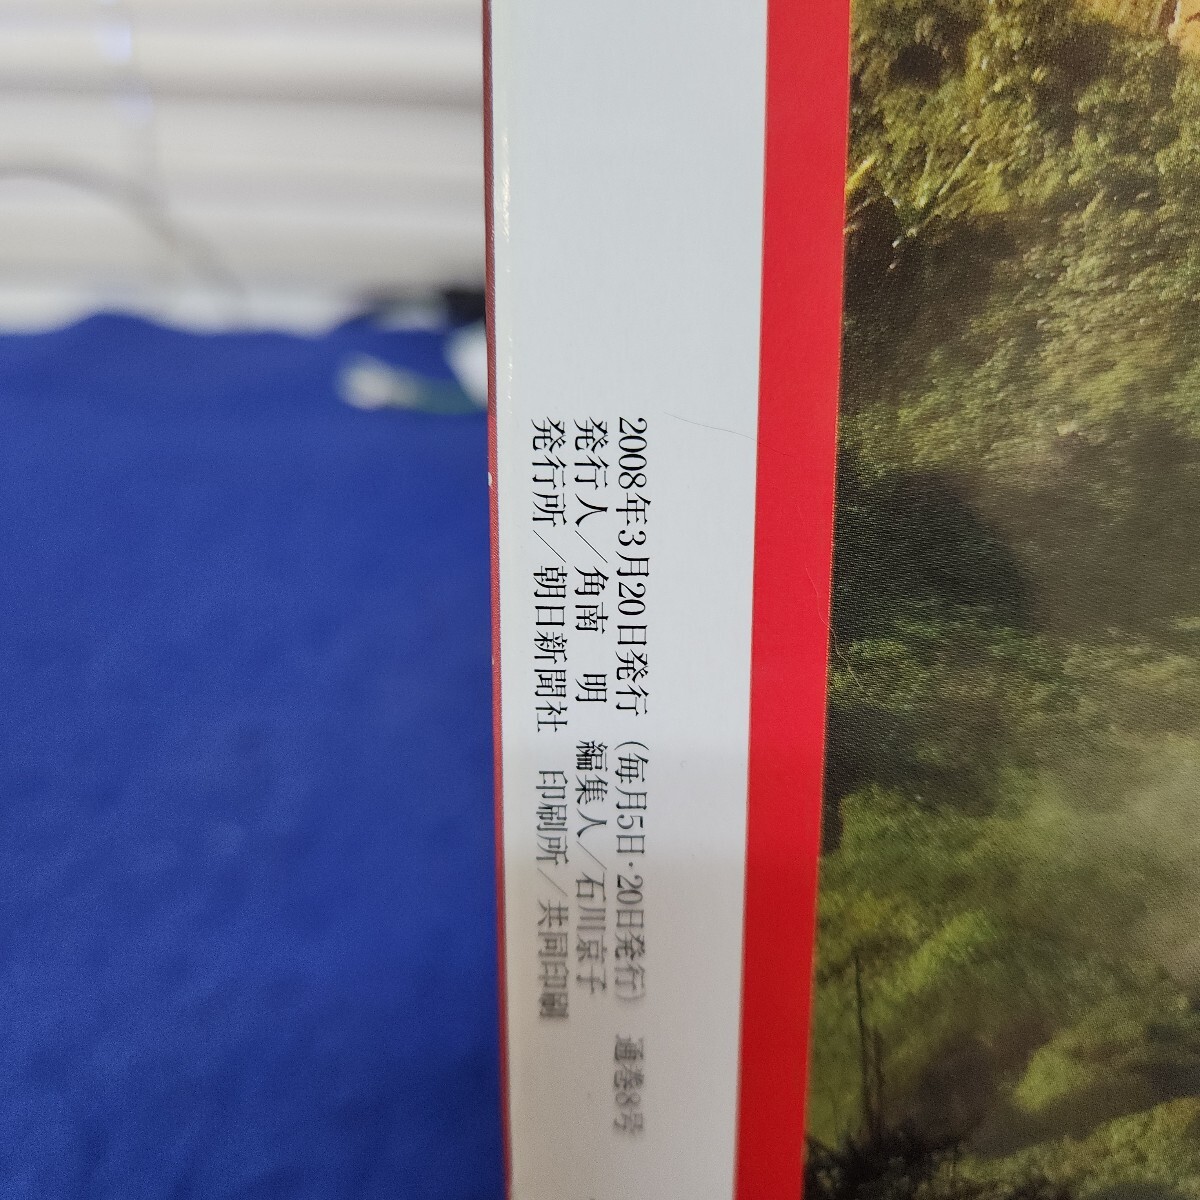 2008年3月20日発行（毎月5日・20日発行）　通巻8号
発行人／角南　明　編集人／石川京子
発行所／朝日新聞社　印刷所／共同印刷